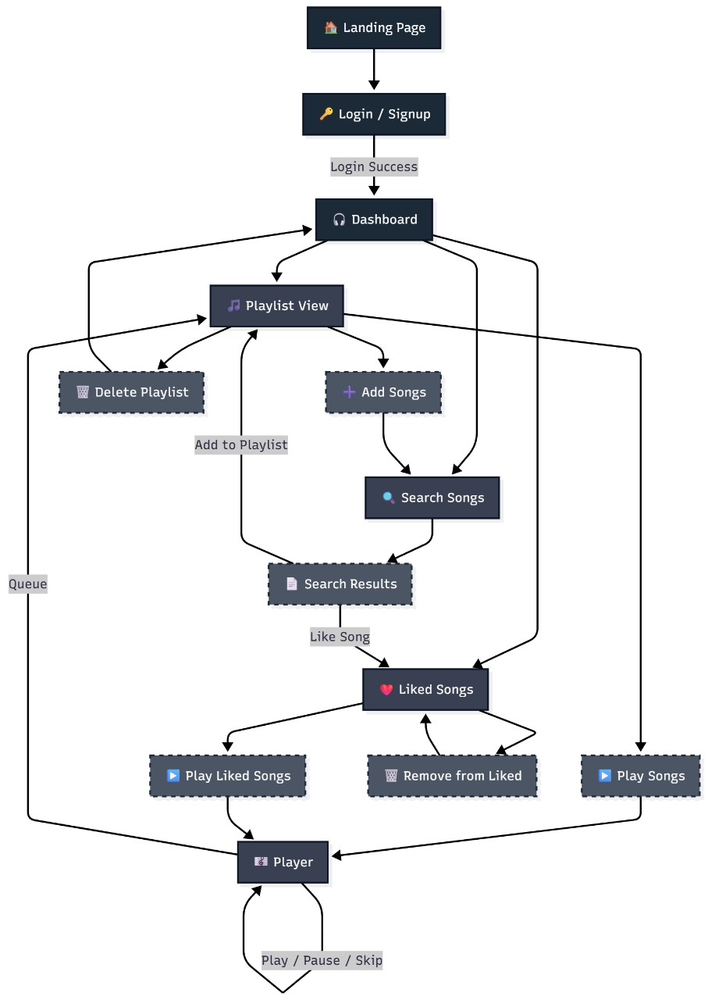 Landing Page
Login / Signup
Login Success
Dashboard
Playlist View
Delete Playlist
Add Songs
Add to Playlist
Search Songs
Queue
Search Results
Like Song
Liked Songs
Play Liked Songs
Remove from Liked
Play Songs
Player
Play / Pause / Skip